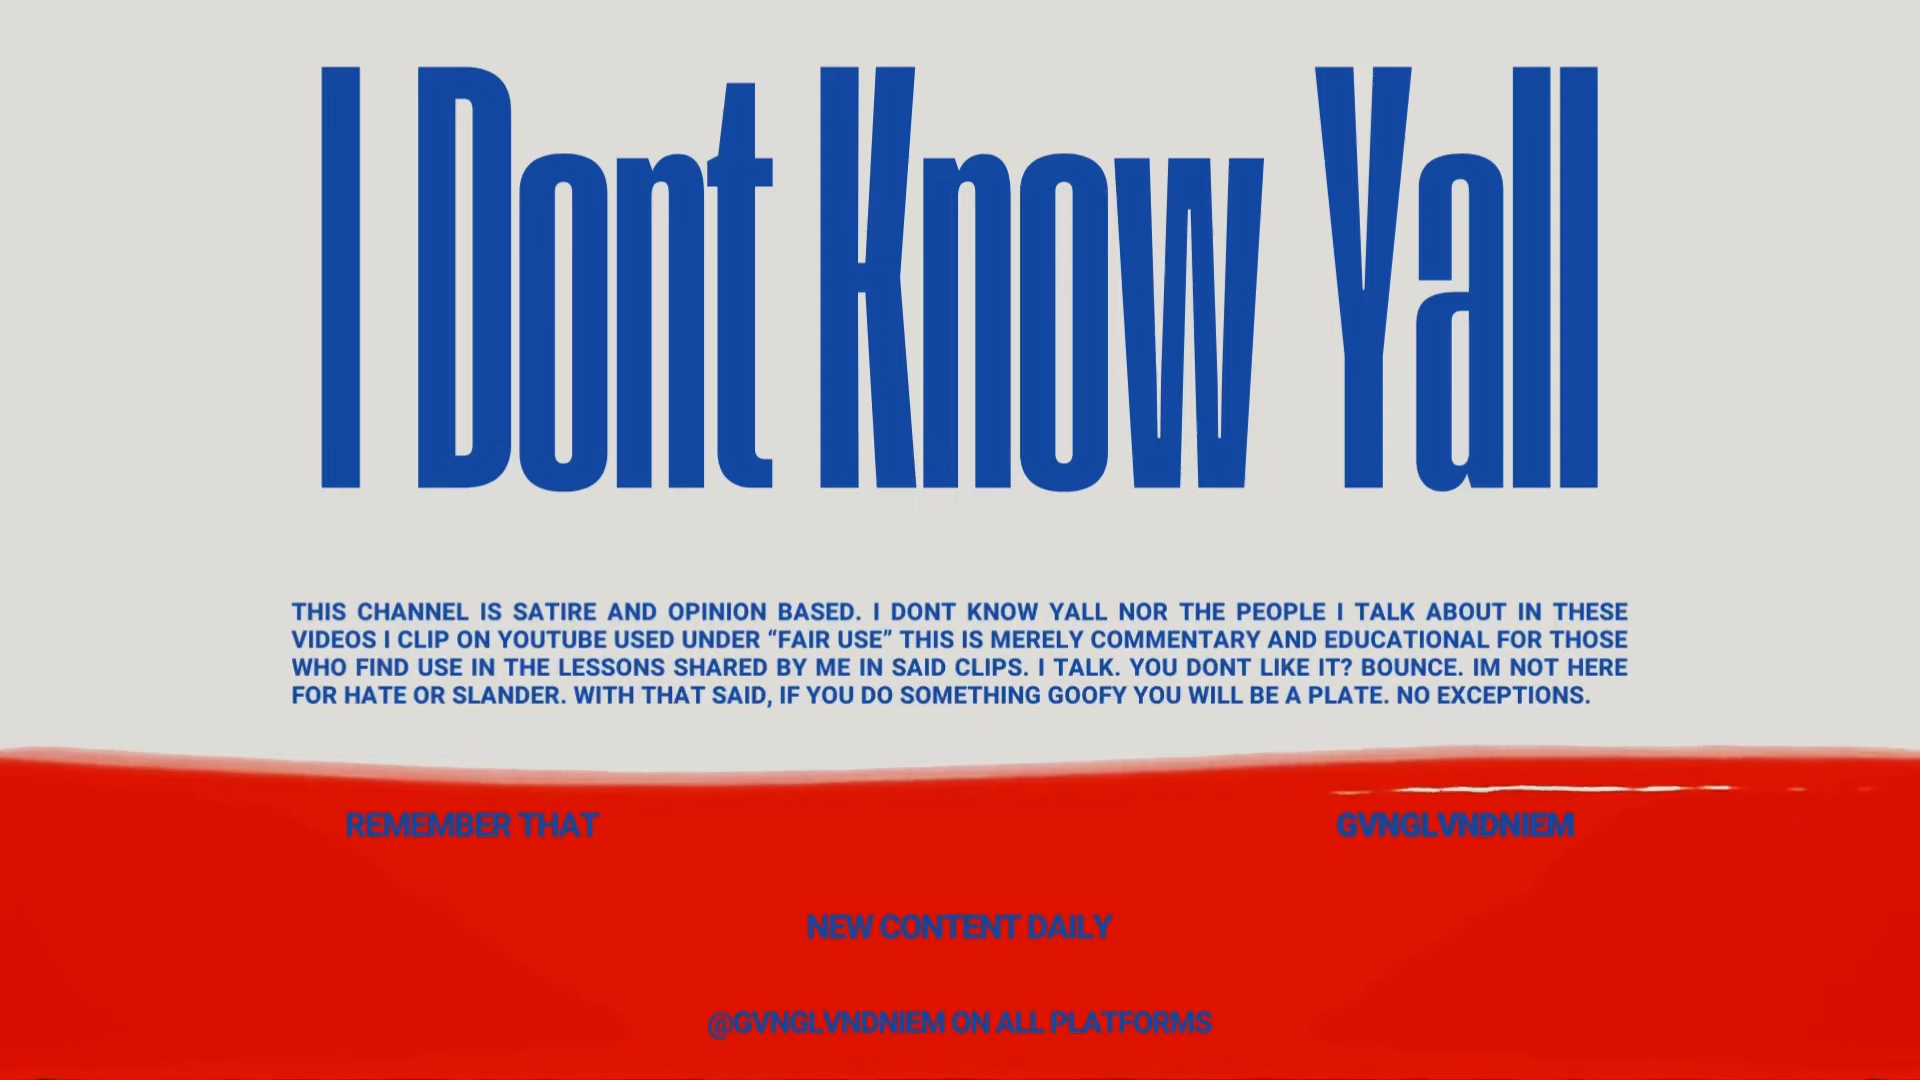 I Dont Know Yall
THIS CHANNEL IS SATIRE AND OPINION BASED. I DONT KNOW YALL NOR THE PEOPLE I TALK ABOUT IN THESE
VIDEOS I CLIP ON YOUTUBE USED UNDER “FAIR USE” THIS IS MERELY COMMENTARY AND EDUCATIONAL FOR THOSE
WHO FIND USE IN THE LESSONS SHARED BY ME IN SAID CLIPS. I TALK. YOU DONT LIKE IT? BOUNCE. IM NOT HERE
FOR HATE OR SLANDER. WITH THAT SAID, IF YOU DO SOMETHING GOOFY YOU WILL BE A PLATE. NO EXCEPTIONS.
REMEMBER THAT
GVNGLVNDNIEM
NEW CONTENT DAILY
@GVNGLVNDNIEM ON ALL PLATFORMS